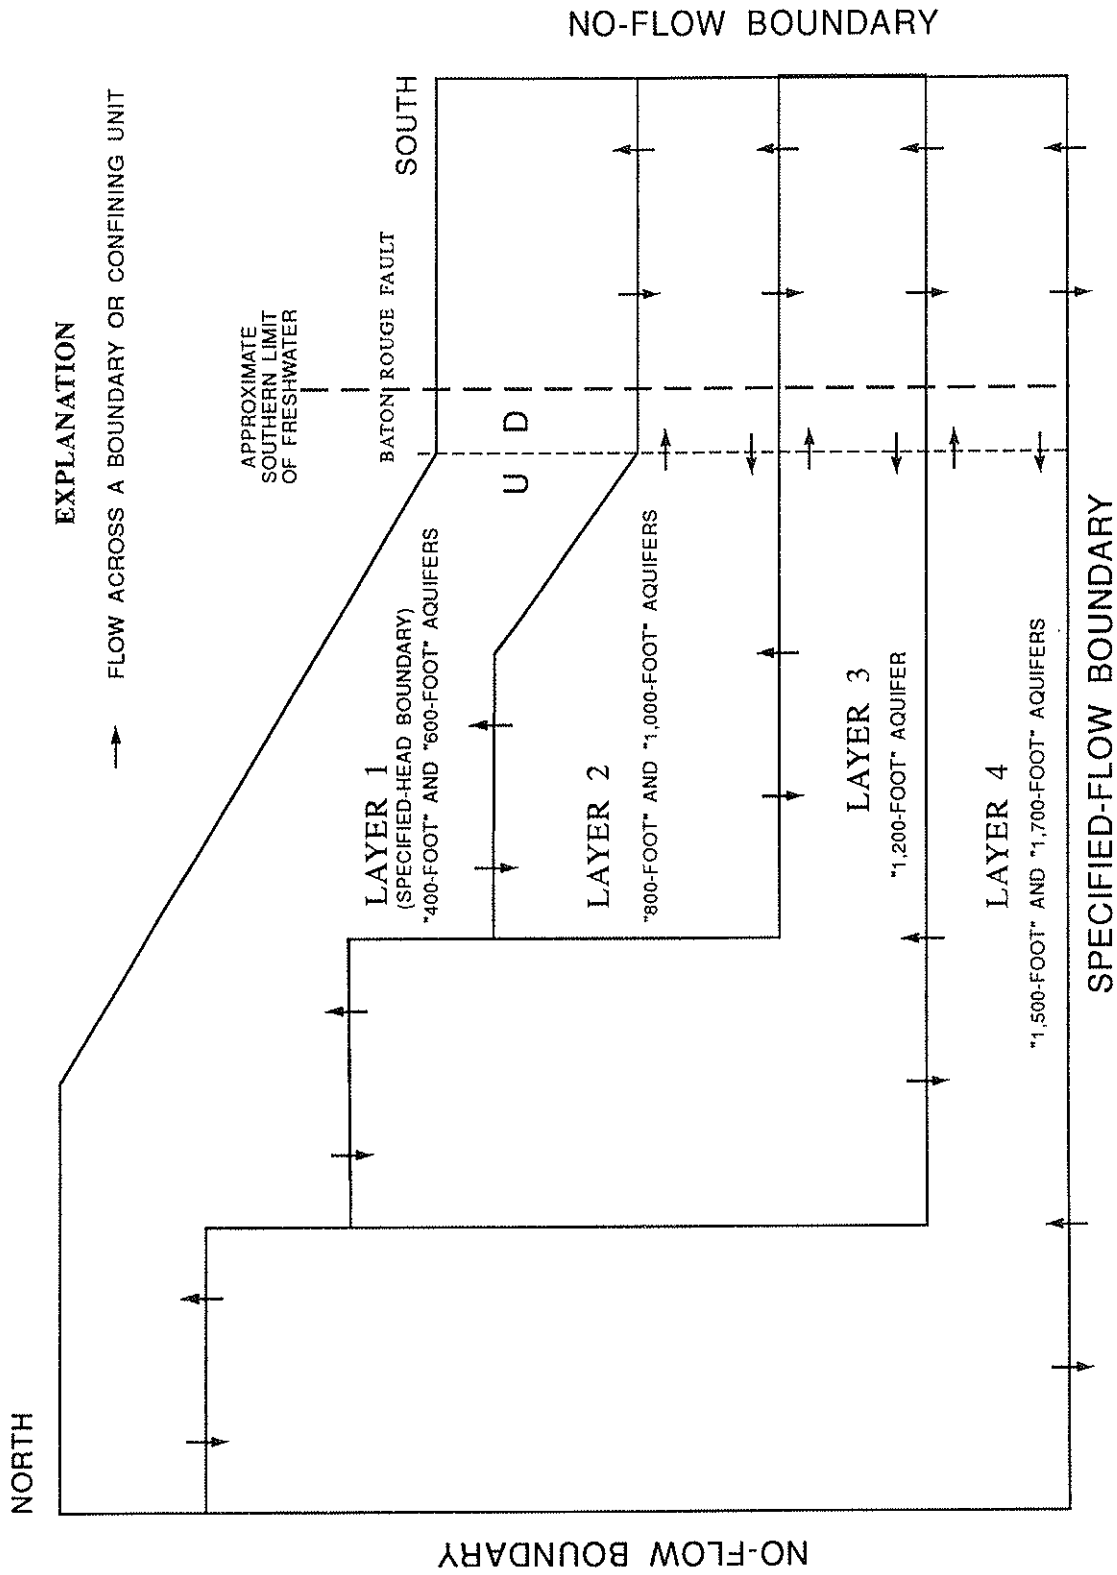 EXPLANATION
FLOW ACROSS A BOUNDARY OR CONFINING UNIT
NORTH
SOUTH
APPROXIMATE
SOUTHERN LIMIT
OF FRESHWATER
BATON ROUGE FAULT
U D
LAYER 1
(SPECIFIED-HEAD BOUNDARY)
"400-FOOT" AND "600-FOOT" AQUIFERS
LAYER 2
"800-FOOT" AND "1,000-FOOT" AQUIFERS
LAYER 3
"1,200-FOOT" AQUIFER
LAYER 4
"1,500-FOOT" AND "1,700-FOOT" AQUIFERS
SPECIFIED-FLOW BOUNDARY
NO-FLOW BOUNDARY
NO-FLOW BOUNDARY